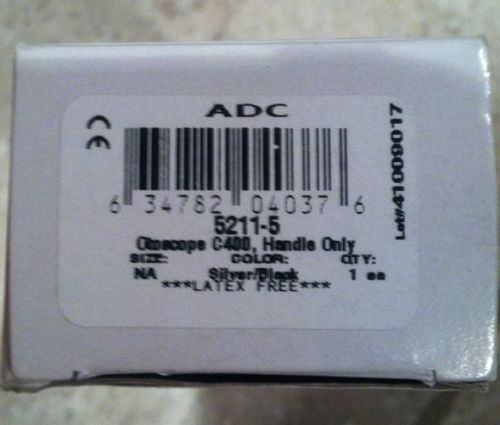 ADC
CE
6 34782 04037 6
5211-5
Otoscope C400, Handle Only
SIZE: COLOR: QTY:
NA Silver/Black 1 ea
***LATEX FREE***
Lot#41009017